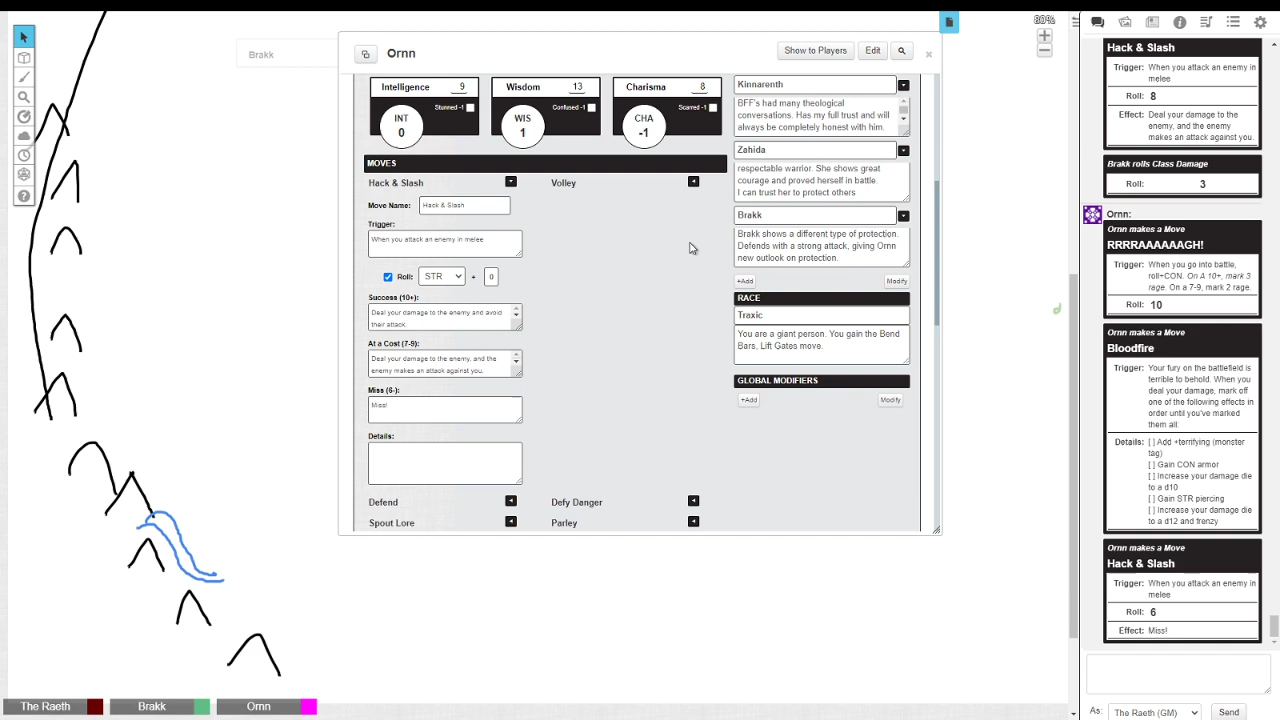 Brakk
Ornn
Show to Players
Edit
80%
Intelligence 9
Wisdom 13
Charisma 8
Stunned -1
Confused -1
Scarred -1
INT
0
WIS
1
CHA
-1
MOVES
Hack & Slash
Volley
Move Name: Hack & Slash
Trigger:
When you attack an enemy in melee
Roll: STR + 0
Success (10+):
Deal your damage to the enemy and avoid
their attack.
At a Cost (7-9):
Deal your damage to the enemy, and the
enemy makes an attack against you.
Miss (6-):
Miss!
Details:
Defend
Defy Danger
Spout Lore
Parley
Kinnarenth
BFF's had many theological
conversations. Has my full trust and will
always be completely honest with him.
Zahida
respectable warrior. She shows great
courage and proved herself in battle.
I can trust her to protect others
Brakk
Brakk shows a different type of protection.
Defends with a strong attack, giving Ornn
new outlook on protection.
+Add
Modify
RACE
Traxic
You are a giant person. You gain the Bend
Bars, Lift Gates move.
GLOBAL MODIFIERS
+Add
Modify
Hack & Slash
Trigger: When you attack an enemy in
melee
Roll: 8
Effect: Deal your damage to the
enemy, and the enemy
makes an attack against you.
Brakk rolls Class Damage
Roll: 3
Ornn:
Ornn makes a Move
RRRRAAAAAAGH!
Trigger: When you go into battle,
roll+CON. On A 10+, mark 3
rage. On a 7-9, mark 2 rage.
Roll: 10
Ornn makes a Move
Bloodfire
Trigger: Your fury on the battlefield is
terrible to behold. When you
deal your damage, mark off
one of the following effects in
order until you've marked
them all:
Details: [ ] Add +terrifying (monster
tag)
[ ] Gain CON armor
[ ] Increase your damage die
to a d10
[ ] Gain STR piercing
[ ] Increase your damage die
to a d12 and frenzy
Ornn makes a Move
Hack & Slash
Trigger: When you attack an enemy in
melee
Roll: 6
Effect: Miss!
As: The Raeth (GM)
Send
The Raeth
Brakk
Ornn